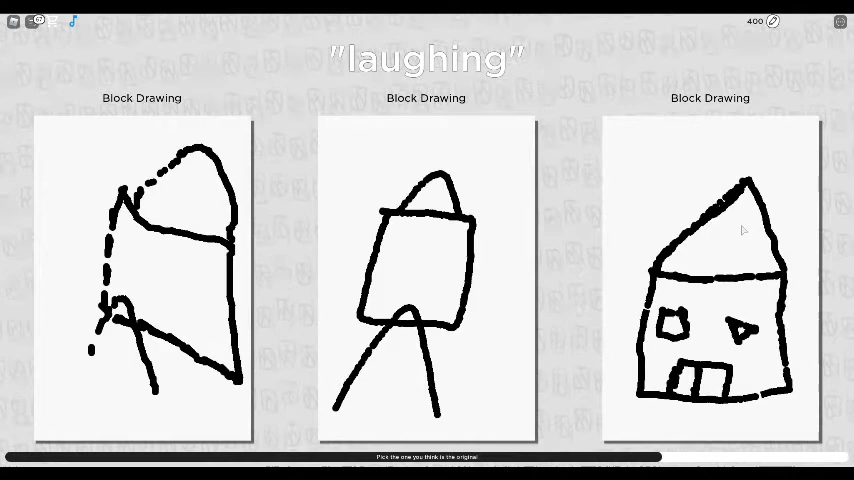 400
"laughing"
Block Drawing
Block Drawing
Block Drawing
Pick the one you think is the original